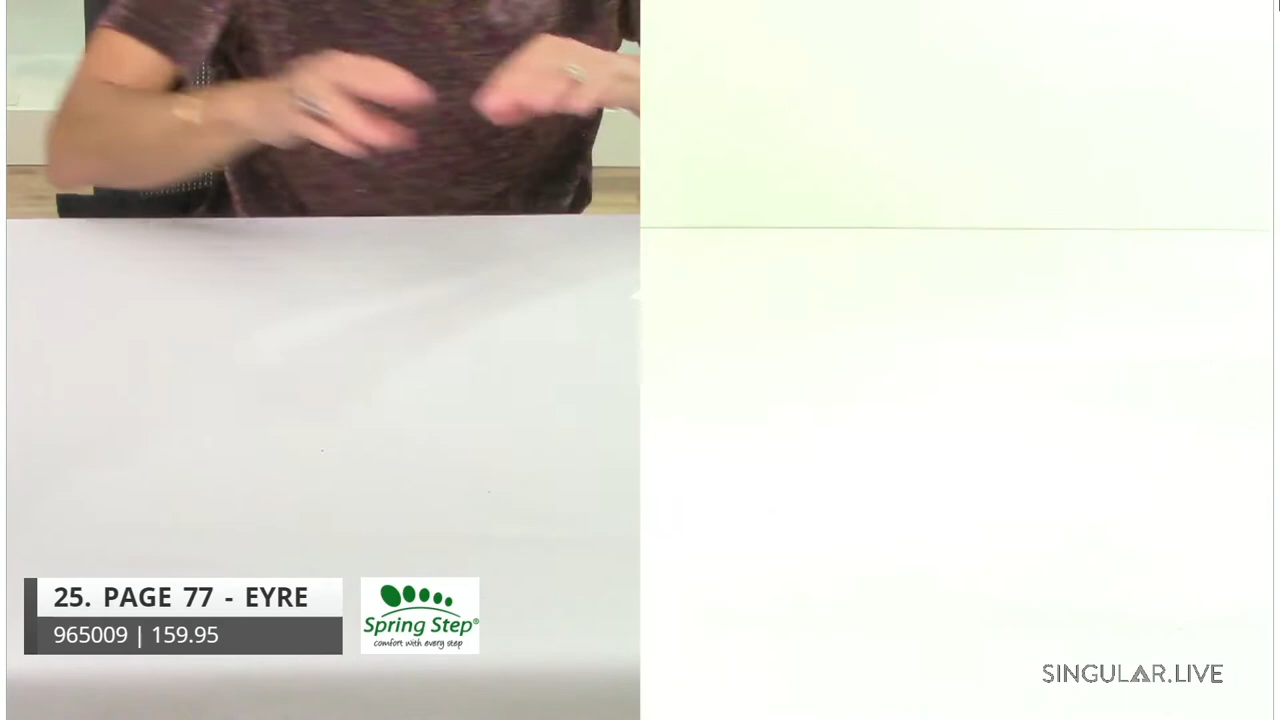 25. PAGE 77 - EYRE
965009 | 159.95
Spring Step®
comfort with every step
SINGULAR.LIVE